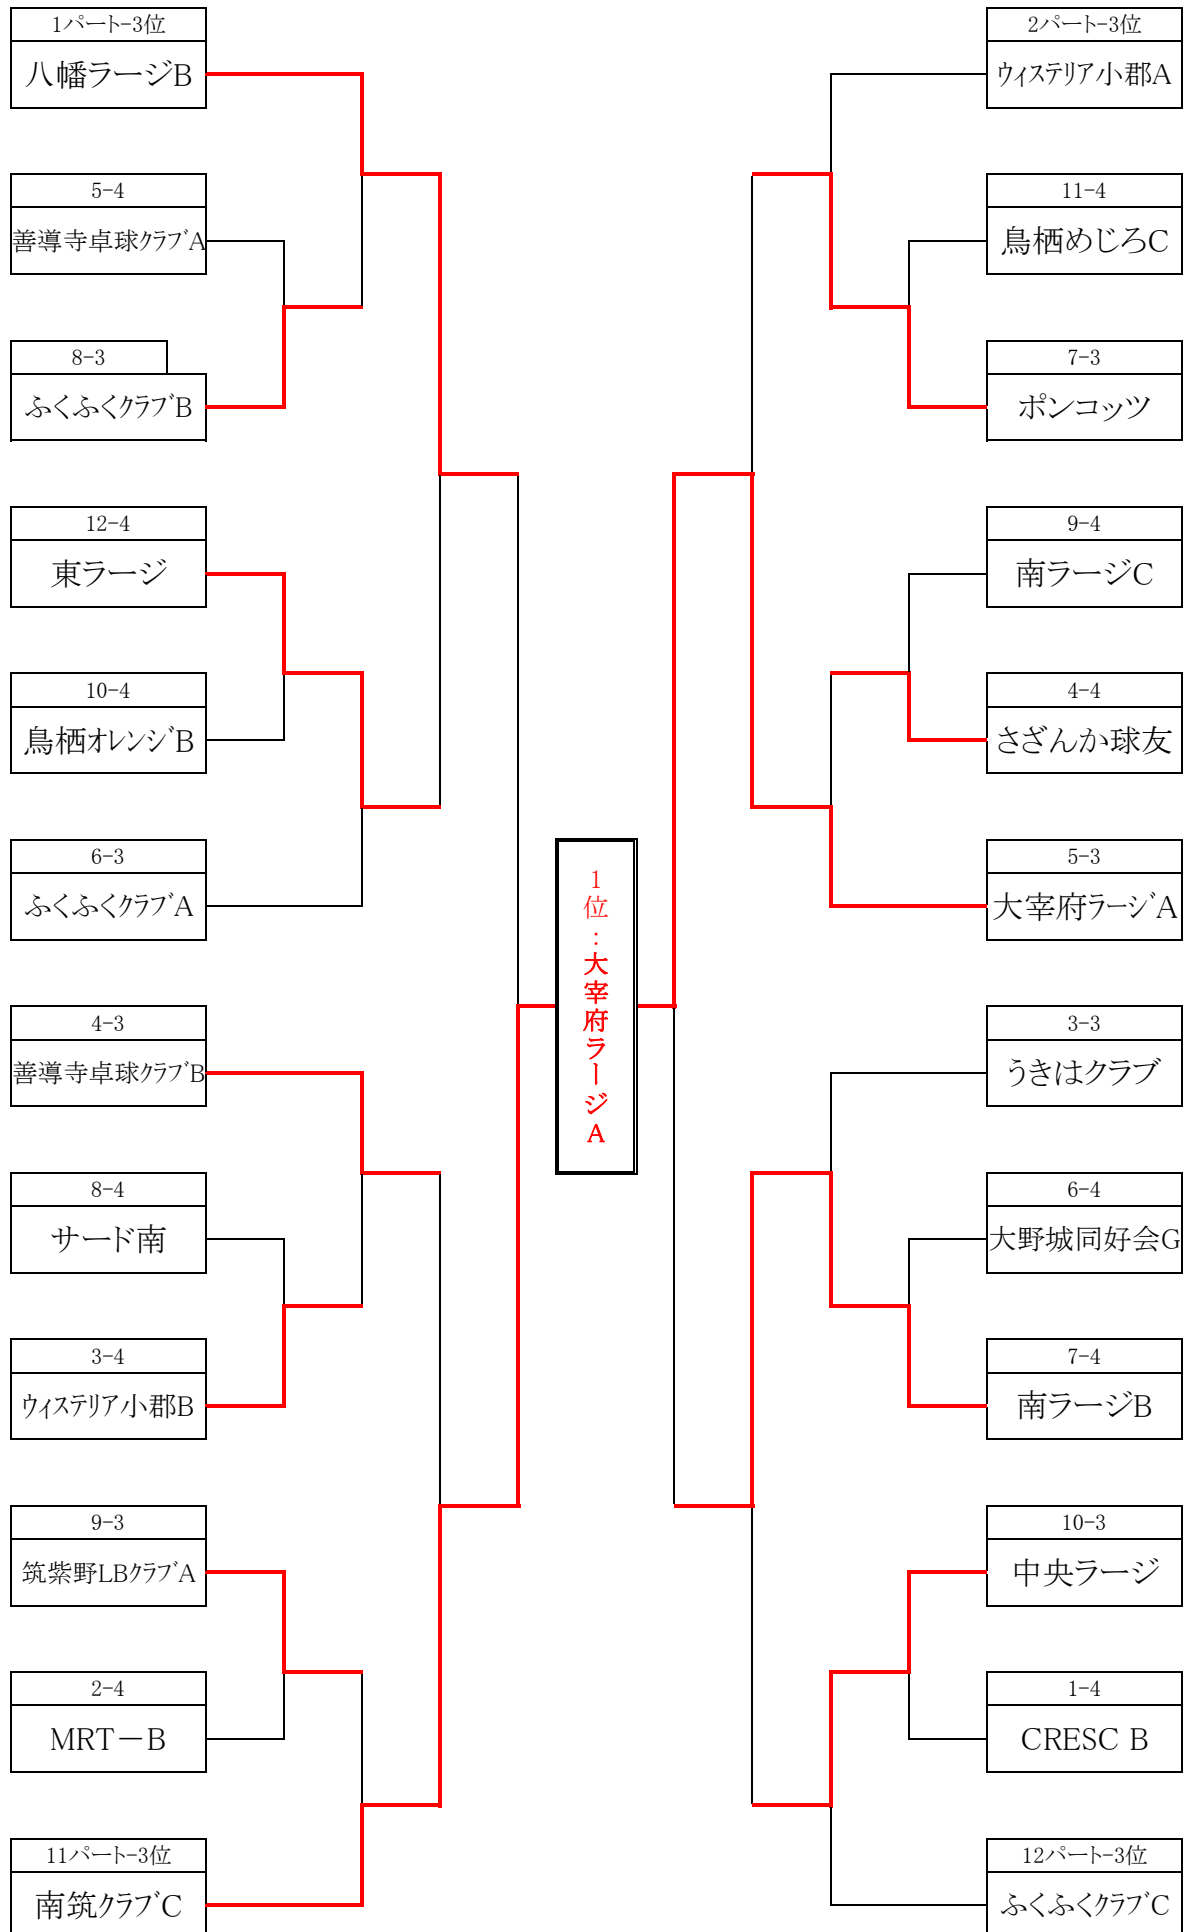 1パート-3位
八幡ラージB
5-4
善導寺卓球ｸﾗﾌﾞA
8-3
ふくふくｸﾗﾌﾞB
12-4
東ラージ
10-4
鳥栖ｵﾚﾝｼﾞB
6-3
ふくふくｸﾗﾌﾞA
4-3
善導寺卓球ｸﾗﾌﾞB
8-4
サード南
3-4
ｳｨｽﾃﾘｱ小郡B
9-3
筑紫野LBｸﾗﾌﾞA
2-4
MRT－B
11パート-3位
南筑ｸﾗﾌﾞC
1位：大宰府ラージA
2パート-3位
ｳｨｽﾃﾘｱ小郡A
11-4
鳥栖めじろC
7-3
ポンコッツ
9-4
南ラージC
4-4
さざんか球友
5-3
大宰府ﾗｰｼﾞA
3-3
うきはクラブ
6-4
大野城同好会G
7-4
南ラージB
10-3
中央ラージ
1-4
CRESC B
12パート-3位
ふくふくｸﾗﾌﾞC